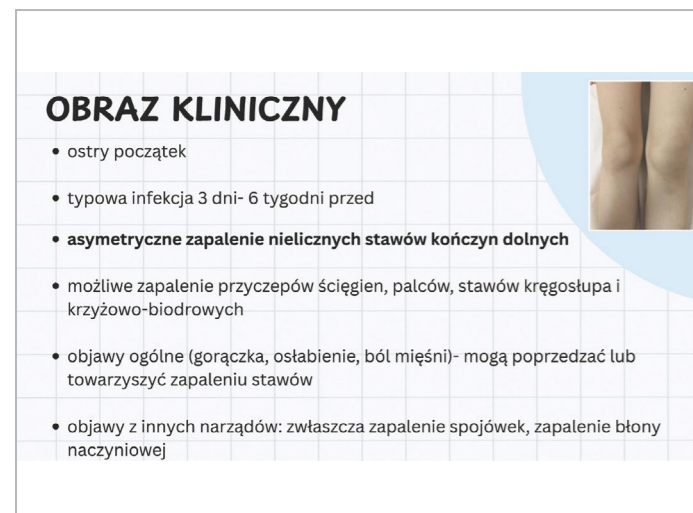 OBRAZ KLINICZNY
• ostry początek
• typowa infekcja 3 dni- 6 tygodni przed
• asymetryczne zapalenie nielicznych stawów kończyn dolnych
• możliwe zapalenie przyczepów ścięgien, palców, stawów kręgosłupa i
krzyżowo-biodrowych
• objawy ogólne (gorączka, osłabienie, ból mięśni)- mogą poprzedzać lub
towarzyszyć zapaleniu stawów
• objawy z innych narządów: zwłaszcza zapalenie spojówek, zapalenie błony
naczyniowej